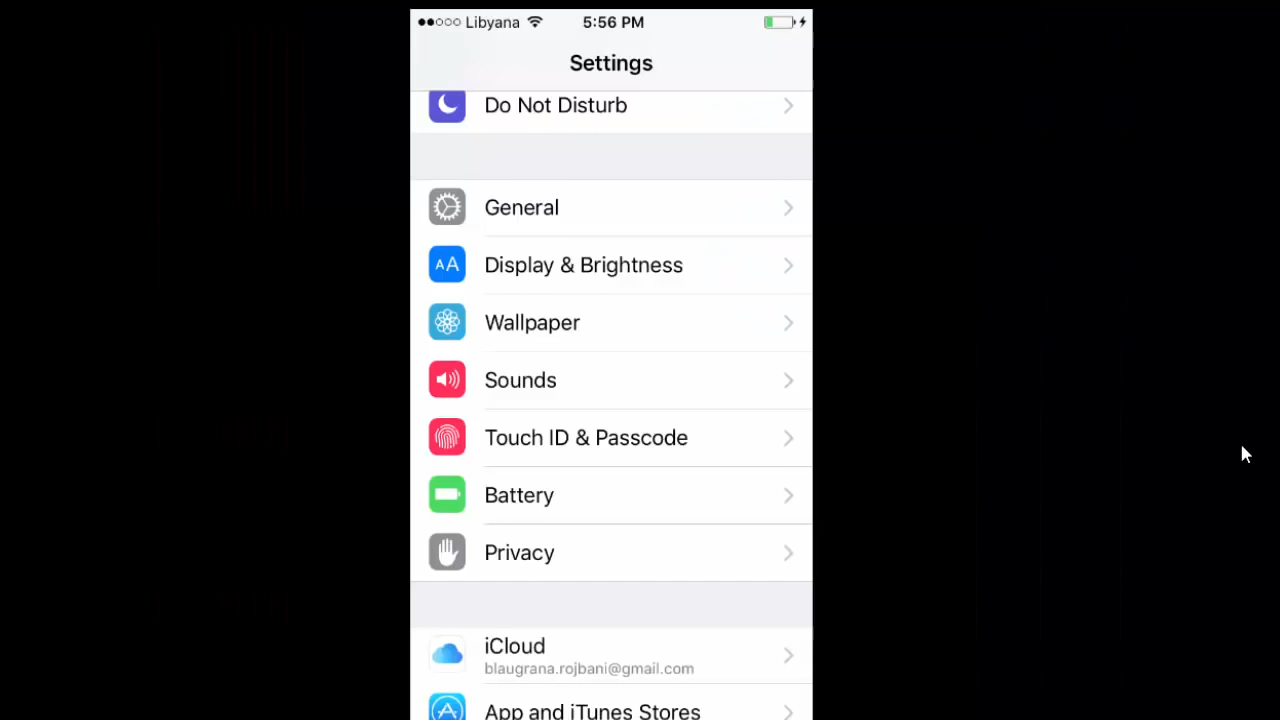 Libyana 5:56 PM
Settings
Do Not Disturb
General
AA Display & Brightness
Wallpaper
Sounds
Touch ID & Passcode
Battery
Privacy
iCloud
blaugrana.rojbani@gmail.com
App and iTunes Stores